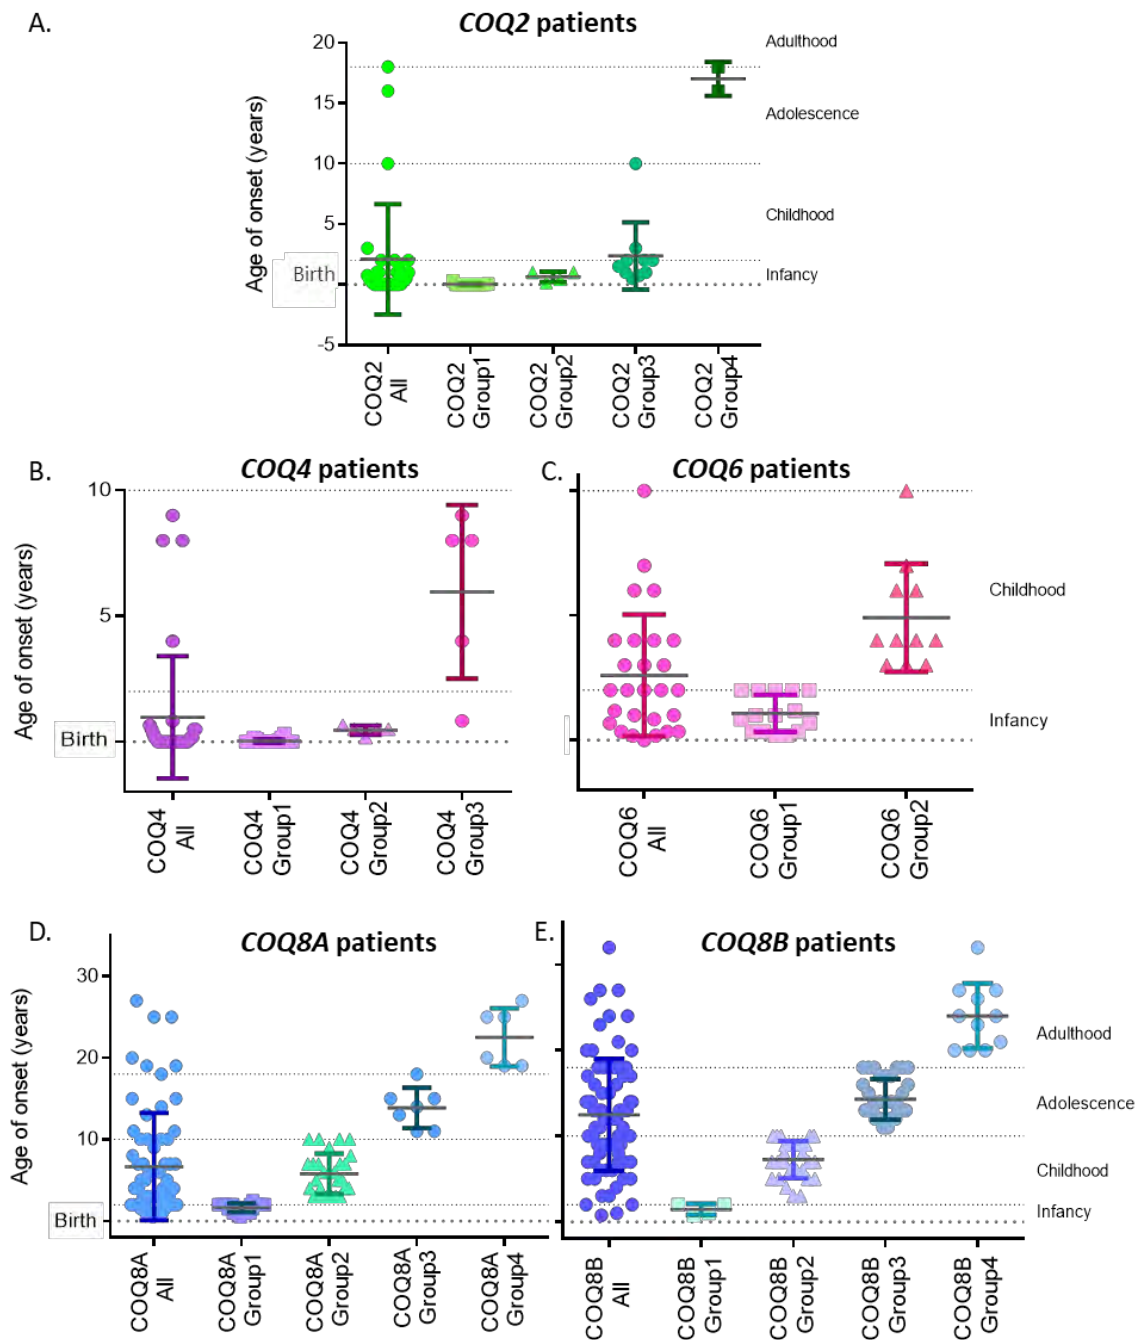 A.
COQ2 patients
Age of onset (years)
20
15
10
5
Birth
-5
Adulthood
Adolescence
Childhood
Infancy
COQ2
All
COQ2
Group1
COQ2
Group2
COQ2
Group3
COQ2
Group4
B.
COQ4 patients
Age of onset (years)
10
5
Birth
COQ4
All
COQ4
Group1
COQ4
Group2
COQ4
Group3
C.
COQ6 patients
Childhood
Infancy
COQ6
All
COQ6
Group1
COQ6
Group2
D.
COQ8A patients
Age of onset (years)
30
20
10
Birth
COQ8A
All
COQ8A
Group1
COQ8A
Group2
COQ8A
Group3
COQ8A
Group4
E.
COQ8B patients
Adulthood
Adolescence
Childhood
Infancy
COQ8B
All
COQ8B
Group1
COQ8B
Group2
COQ8B
Group3
COQ8B
Group4